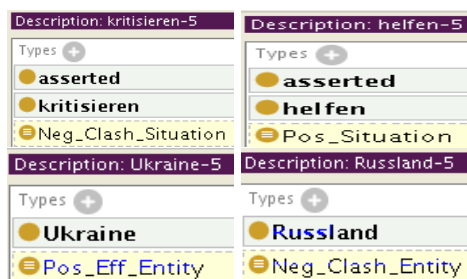 Description: kritisieren-5
Types
asserted
kritisieren
Neg_Clash_Situation
Description: helfen-5
Types
asserted
helfen
Pos_Situation
Description: Ukraine-5
Types
Ukraine
Pos_Eff_Entity
Description: Russland-5
Types
Russland
Neg_Clash_Entity